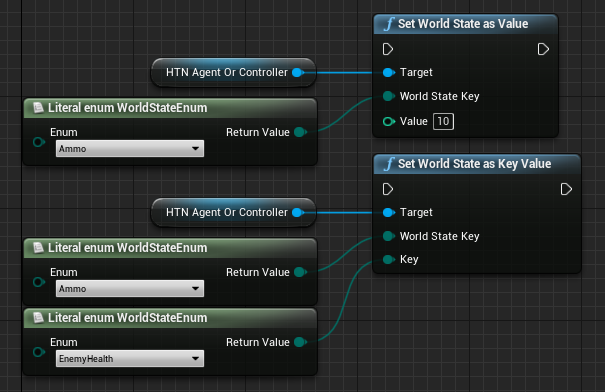 Set World State as Value
HTN Agent Or Controller
Target
World State Key
Value 10
Literal enum WorldStateEnum
Enum
Return Value
Ammo
Set World State as Key Value
HTN Agent Or Controller
Target
World State Key
Key
Literal enum WorldStateEnum
Enum
Return Value
Ammo
Literal enum WorldStateEnum
Enum
Return Value
EnemyHealth